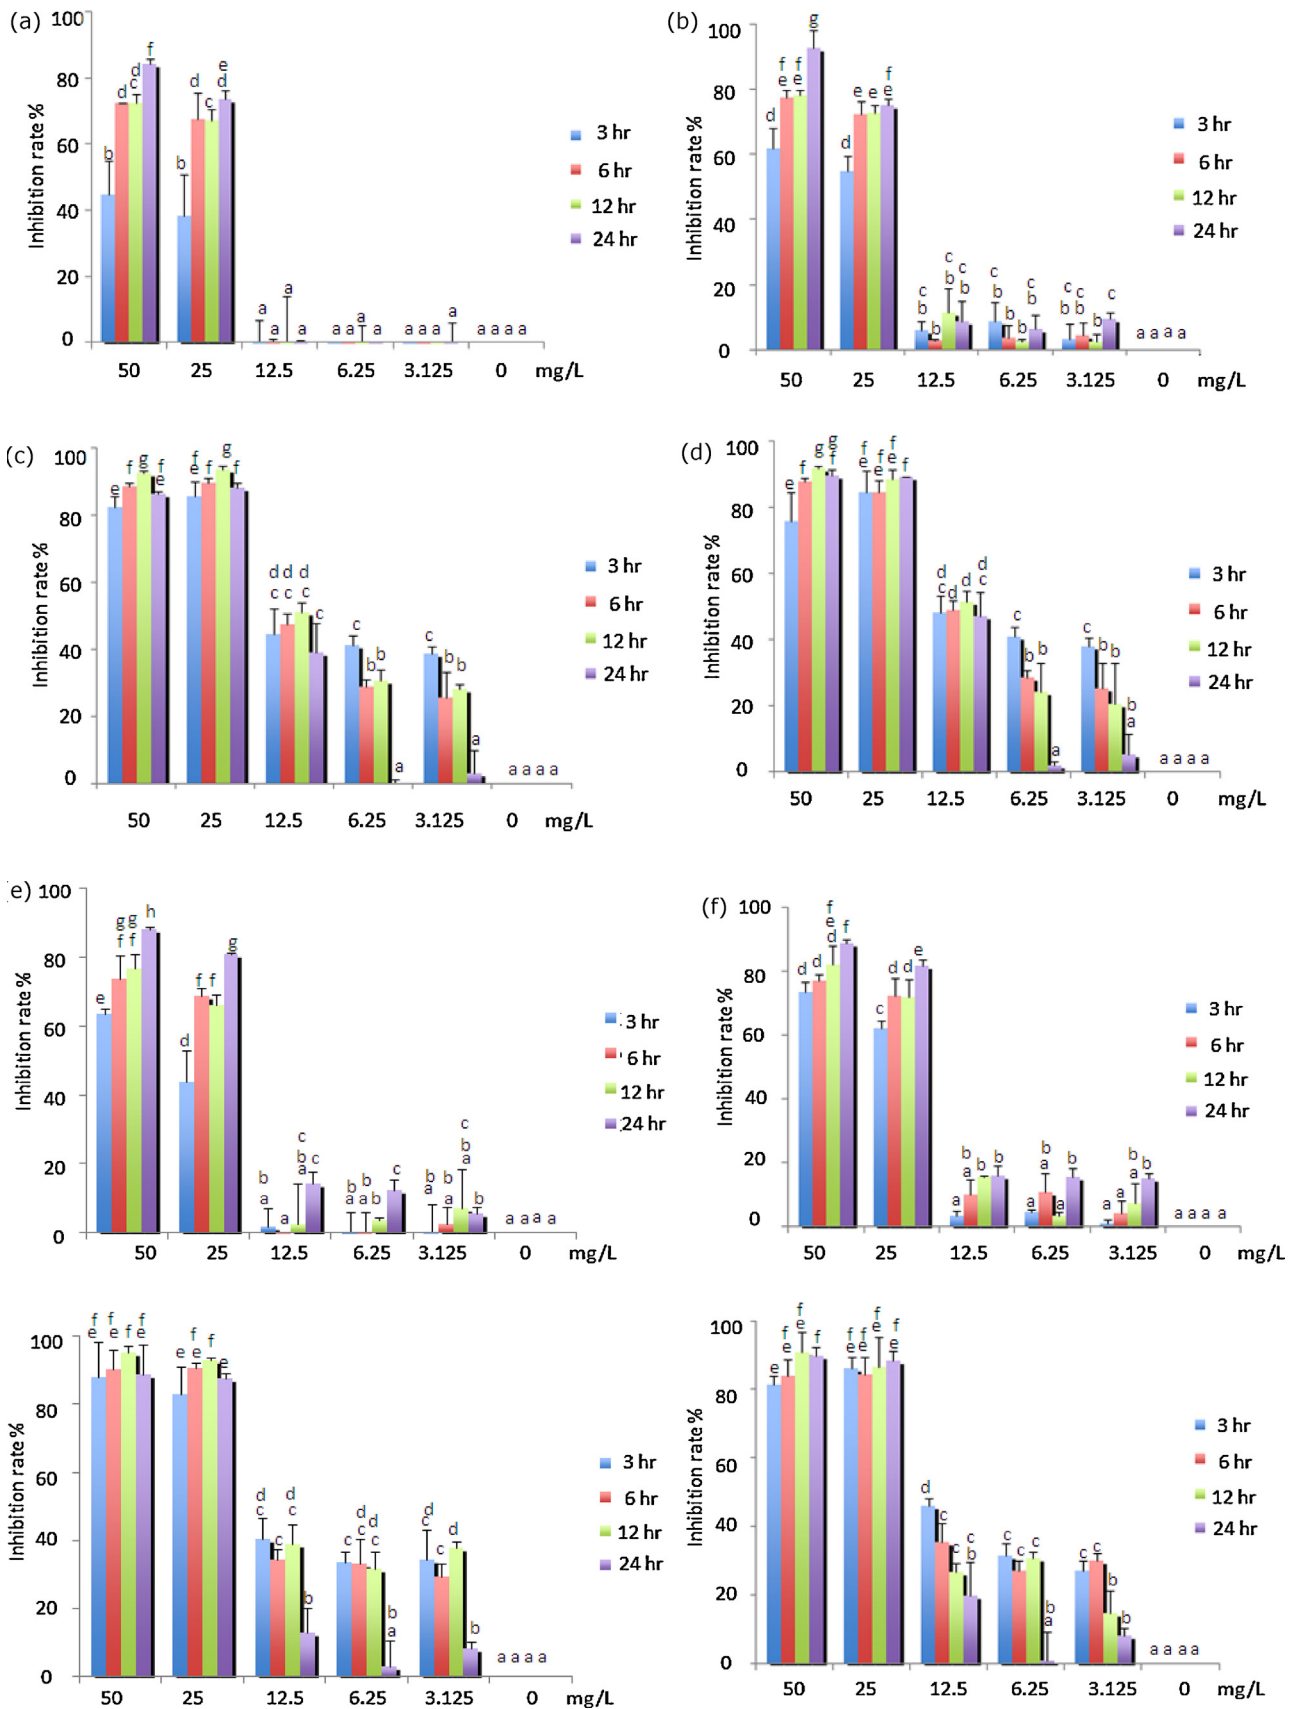 (a)
100
80
60
40
20
0
Inhibition rate %
b d d c f
b d c e d
a a a a
a a a a
a a a a
a a a a
3 hr
6 hr
12 hr
24 hr
50 25 12.5 6.25 3.125 0 mg/L
(b)
100
80
60
40
20
0
Inhibition rate %
d f e f e g
d e e f e
c b b c b c b
c b b b c b
c b c b b c
a a a a
3 hr
6 hr
12 hr
24 hr
50 25 12.5 6.25 3.125 0 mg/L
(c)
100
80
60
40
20
0
Inhibition rate %
e f g f e
f e f g f
d c d c d c c
c b b a
c b b a
a a a a
3 hr
6 hr
12 hr
24 hr
50 25 12.5 6.25 3.125 0 mg/L
(d)
100
80
60
40
20
0
Inhibition rate %
e f g g f
f e f e f e f
d c d d d c
c b b a
c b b b a
a a a a
3 hr
6 hr
12 hr
24 hr
50 25 12.5 6.25 3.125 0 mg/L
e)
100
80
60
40
20
0
Inhibition rate %
e g f g f h
d f f g
b a a c b a c
b a b a b c
b a b a c b a b
a a a a
3 hr
6 hr
12 hr
24 hr
50 25 12.5 6.25 3.125 0 mg/L
(f)
100
80
60
40
20
0
Inhibition rate %
d d f e d f
c d d e
a b a b b
a b a a b
a a b a b
a a a a
3 hr
6 hr
12 hr
24 hr
50 25 12.5 6.25 3.125 0 mg/L
100
80
60
40
20
0
Inhibition rate %
f e f e f f e
e f e f e
d c c d c b
c d c d c b a
d c c d b
a a a a
3 hr
6 hr
12 hr
24 hr
50 25 12.5 6.25 3.125 0 mg/L
100
80
60
40
20
0
Inhibition rate %
e f e f e f
f e f e f e f e
d c c c b
c c c b a
c c b b
a a a a
3 hr
6 hr
12 hr
24 hr
50 25 12.5 6.25 3.125 0 mg/L